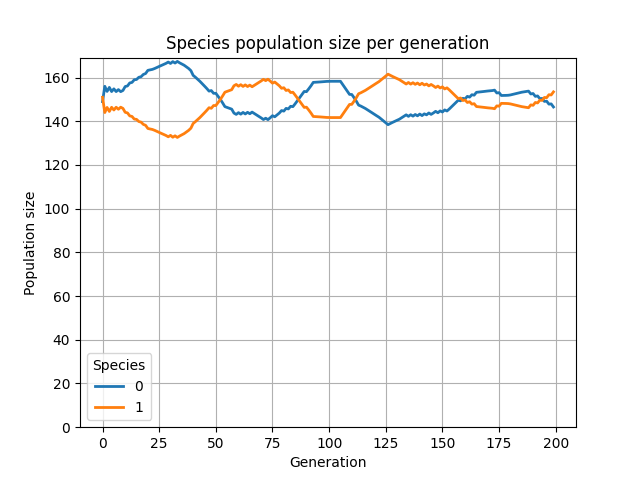 Species population size per generation
Population size
160
140
120
100
80
60
40
20
0
Species
0
1
0 25 50 75 100 125 150 175 200
Generation